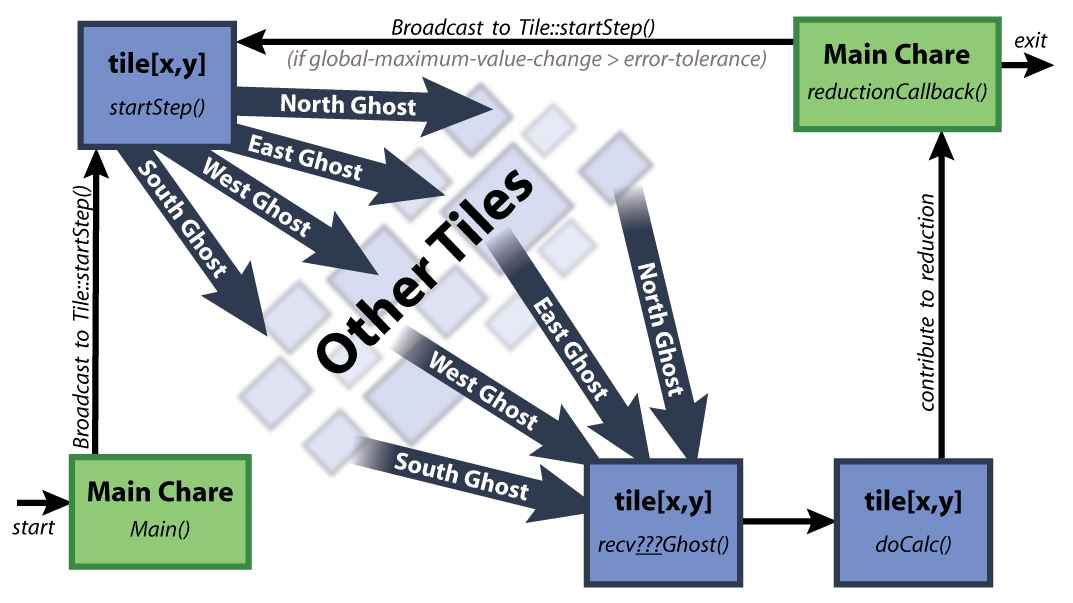 Broadcast to Tile::startStep()
(if global-maximum-value-change > error-tolerance)
tile[x,y]
startStep()
Main Chare
reductionCallback()
exit
North Ghost
East Ghost
West Ghost
South Ghost
Other Tiles
Broadcast to Tile::startStep()
North Ghost
East Ghost
West Ghost
South Ghost
contribute to reduction
start
Main Chare
Main()
tile[x,y]
recv???Ghost()
tile[x,y]
doCalc()